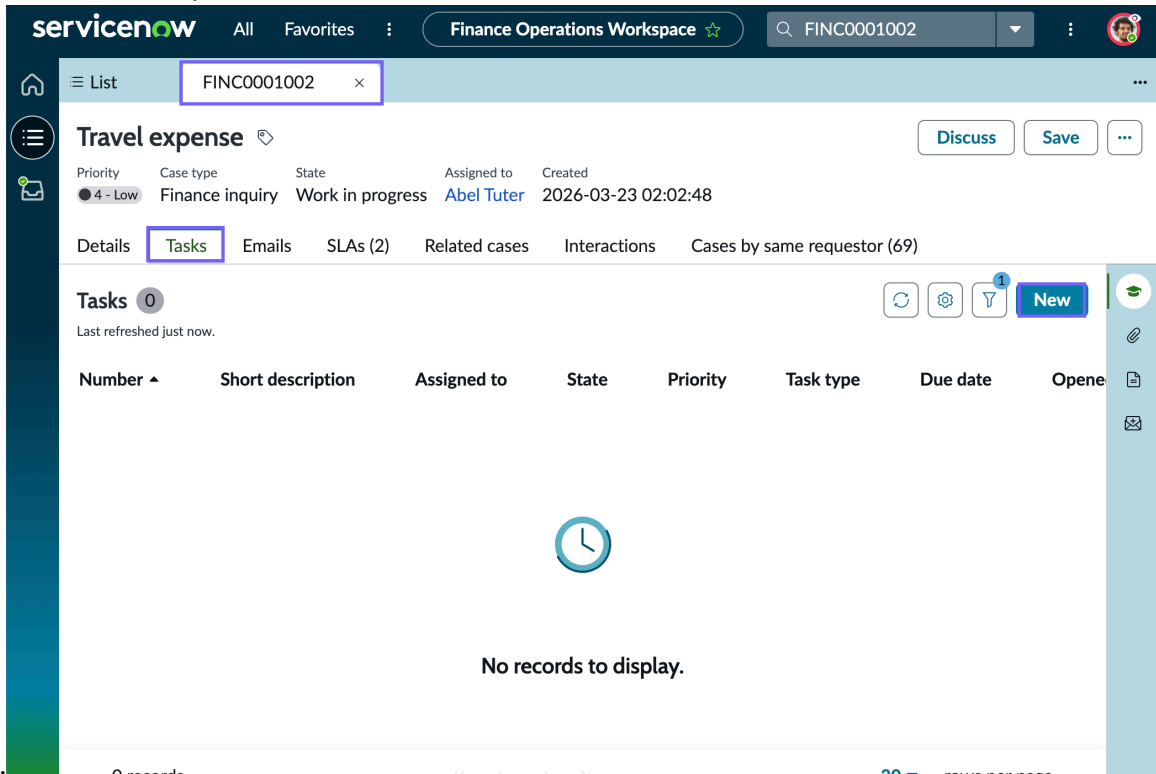 servicenow All Favorites Finance Operations Workspace FINC0001002
List FINC0001002 ×
Travel expense Discuss Save
Priority Case type State Assigned to Created
4 - Low Finance inquiry Work in progress Abel Tuter 2026-03-23 02:02:48
Details Tasks Emails SLAs (2) Related cases Interactions Cases by same requestor (69)
Tasks 0 1 New
Last refreshed just now.
Number Short description Assigned to State Priority Task type Due date Opene
No records to display.